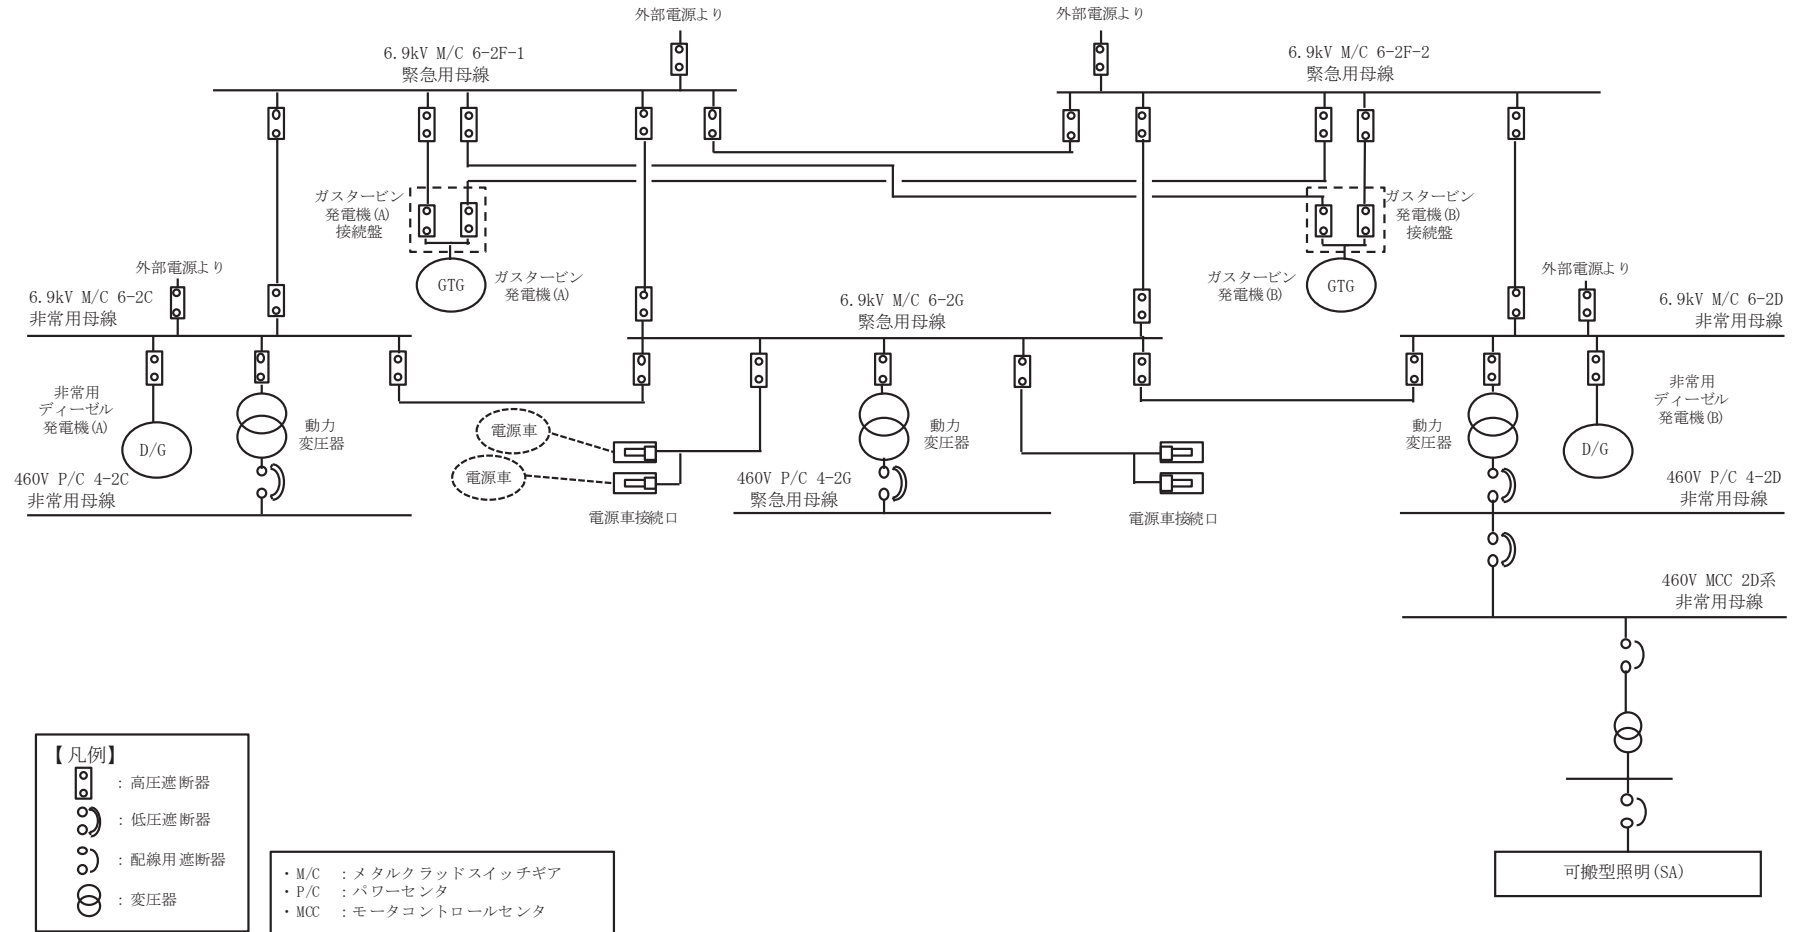 外部電源より
外部電源より
6.9kV M/C 6-2F-1
緊急用母線
6.9kV M/C 6-2F-2
緊急用母線
ガスタービン
発電機(A)
接続盤
ガスタービン
発電機(B)
接続盤
外部電源より
6.9kV M/C 6-2C
非常用母線
GTG
ガスタービン
発電機(A)
6.9kV M/C 6-2G
緊急用母線
ガスタービン
発電機(B)
GTG
外部電源より
6.9kV M/C 6-2D
非常用母線
非常用
ディーゼル
発電機(A)
D/G
動力
変圧器
電源車
電源車
電源車接続口
動力
変圧器
460V P/C 4-2G
緊急用母線
電源車接続口
動力
変圧器
D/G
非常用
ディーゼル
発電機(B)
460V P/C 4-2C
非常用母線
460V P/C 4-2D
非常用母線
460V MCC 2D系
非常用母線
可搬型照明(SA)
【凡例】
：高圧遮断器
：低圧遮断器
：配線用遮断器
：変圧器
・M/C ：メタルクラッドスイッチギア
・P/C ：パワーセンタ
・MCC ：モータコントロールセンタ